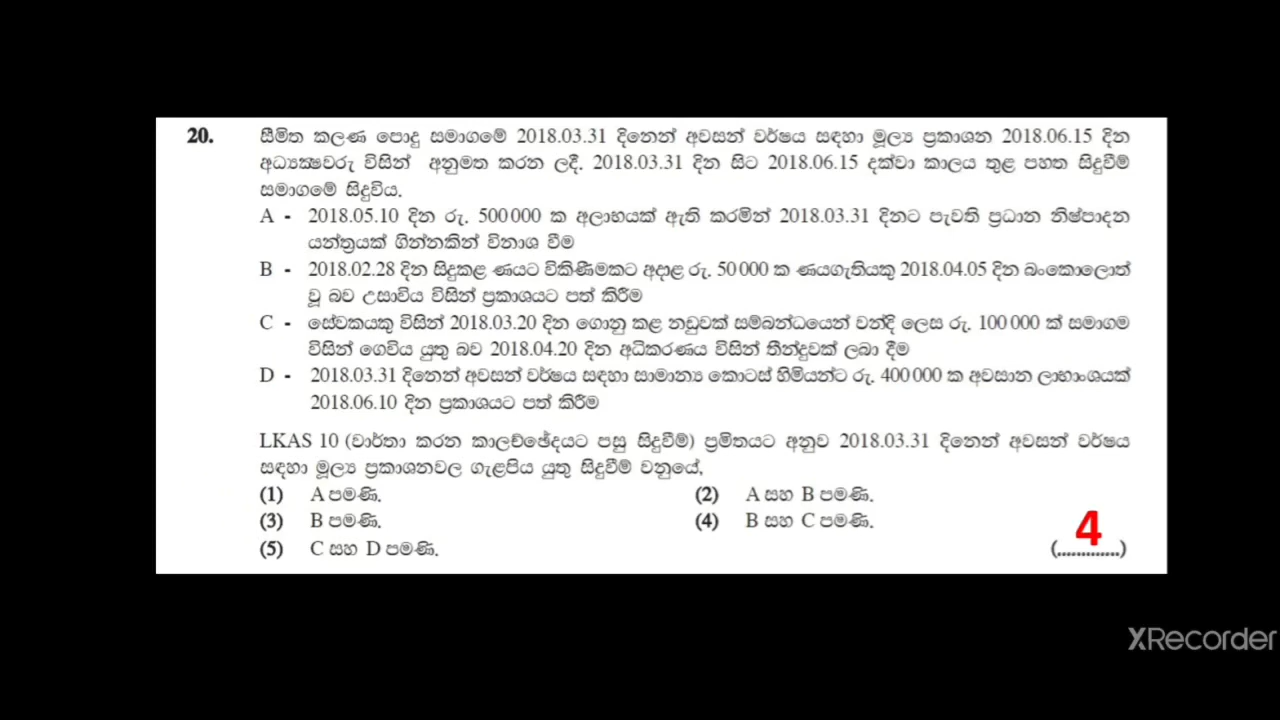 20. සීමිත කලණ පොදු සමාගමේ 2018.03.31 දිනෙන් අවසන් වර්ෂය සඳහා මූල්‍ය ප්‍රකාශන 2018.06.15 දින
අධ්‍යක්ෂවරු විසින් අනුමත කරන ලදී. 2018.03.31 දින සිට 2018.06.15 දක්වා කාලය තුළ පහත සිදුවීම්
සමාගමේ සිදුවිය.
A - 2018.05.10 දින රු. 500 000 ක අලාභයක් ඇති කරමින් 2018.03.31 දිනට පැවති ප්‍රධාන නිෂ්පාදන
යන්ත්‍රයක් ගින්නකින් විනාශ වීම
B - 2018.02.28 දින සිදුකළ ණයට විකිණීමකට අදාළ රු. 50 000 ක ණයගැතියකු 2018.04.05 දින බංකොලොත්
වූ බව උසාවිය විසින් ප්‍රකාශයට පත් කිරීම
C - සේවකයකු විසින් 2018.03.20 දින ගොනු කළ නඩුවක් සම්බන්ධයෙන් වන්දි ලෙස රු. 100 000 ක් සමාගම
විසින් ගෙවිය යුතු බව 2018.04.20 දින අධිකරණය විසින් තීන්දුවක් ලබා දීම
D - 2018.03.31 දිනෙන් අවසන් වර්ෂය සඳහා සාමාන්‍ය කොටස් හිමියන්ට රු. 400 000 ක අවසාන ලාභාංශයක්
2018.06.10 දින ප්‍රකාශයට පත් කිරීම
LKAS 10 (වාර්තා කරන කාලච්ඡේදයට පසු සිදුවීම්) ප්‍රමිතයට අනුව 2018.03.31 දිනෙන් අවසන් වර්ෂය
සඳහා මූල්‍ය ප්‍රකාශනවල ගැළපිය යුතු සිදුවීම් වනුයේ,
(1) A පමණි. (2) A සහ B පමණි.
(3) B පමණි. (4) B සහ C පමණි.
(5) C සහ D පමණි. (.............)
4
XRecorder